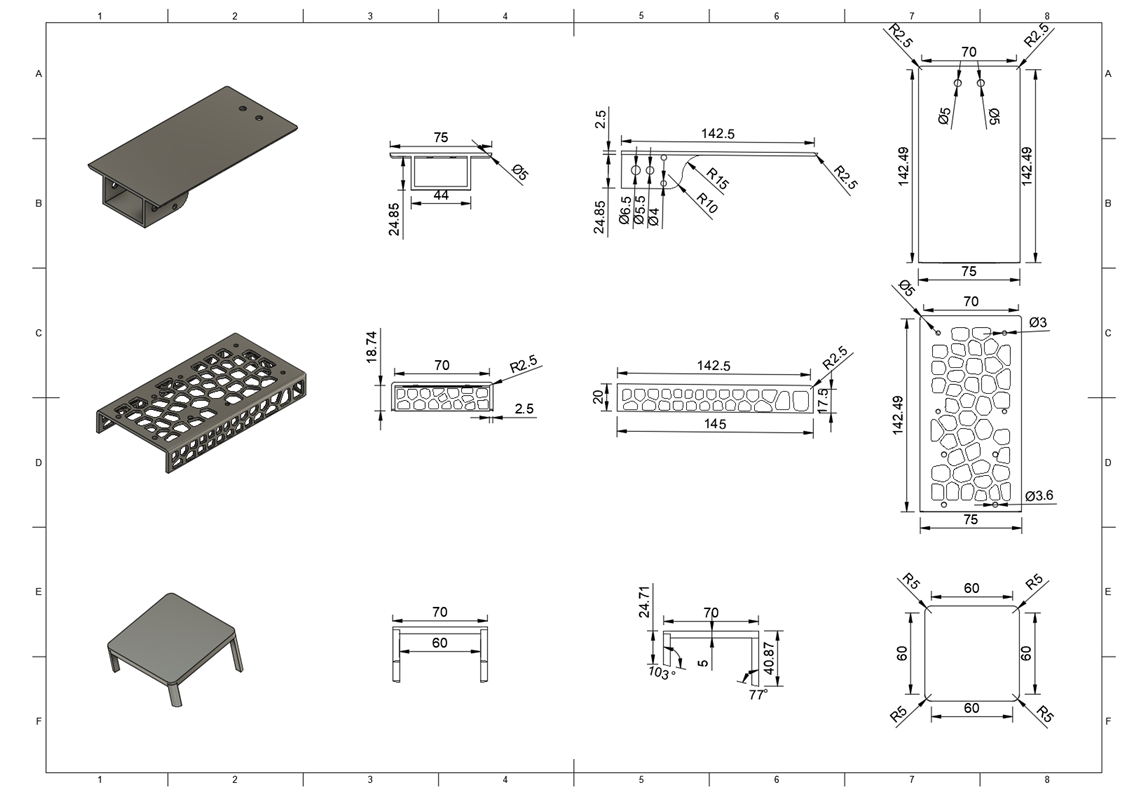 1 2 3 4 5 6 7 8
A A
R2.5 70 R2.5
Ø5 Ø5
142.49 142.49
75
75
Ø5
44
24.85
2.5
142.5
R2.5
R15
R10
24.85
Ø6.5
Ø5.5
Ø4
B B
C C
18.74
70
R2.5
2.5
142.5
R2.5
20
17.5
145
Ø5
70
Ø3
142.49
Ø3.6
75
D D
E E
70
60
24.71
70
5
40.87
103°
77°
R5
60
R5
60
60
R5
60
R5
F F
1 2 3 4 5 6 7 8